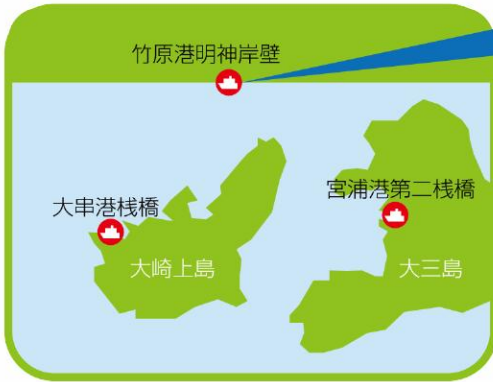 竹原港明神岸壁
宮浦港第二桟橋
大串港桟橋
大崎上島
大三島